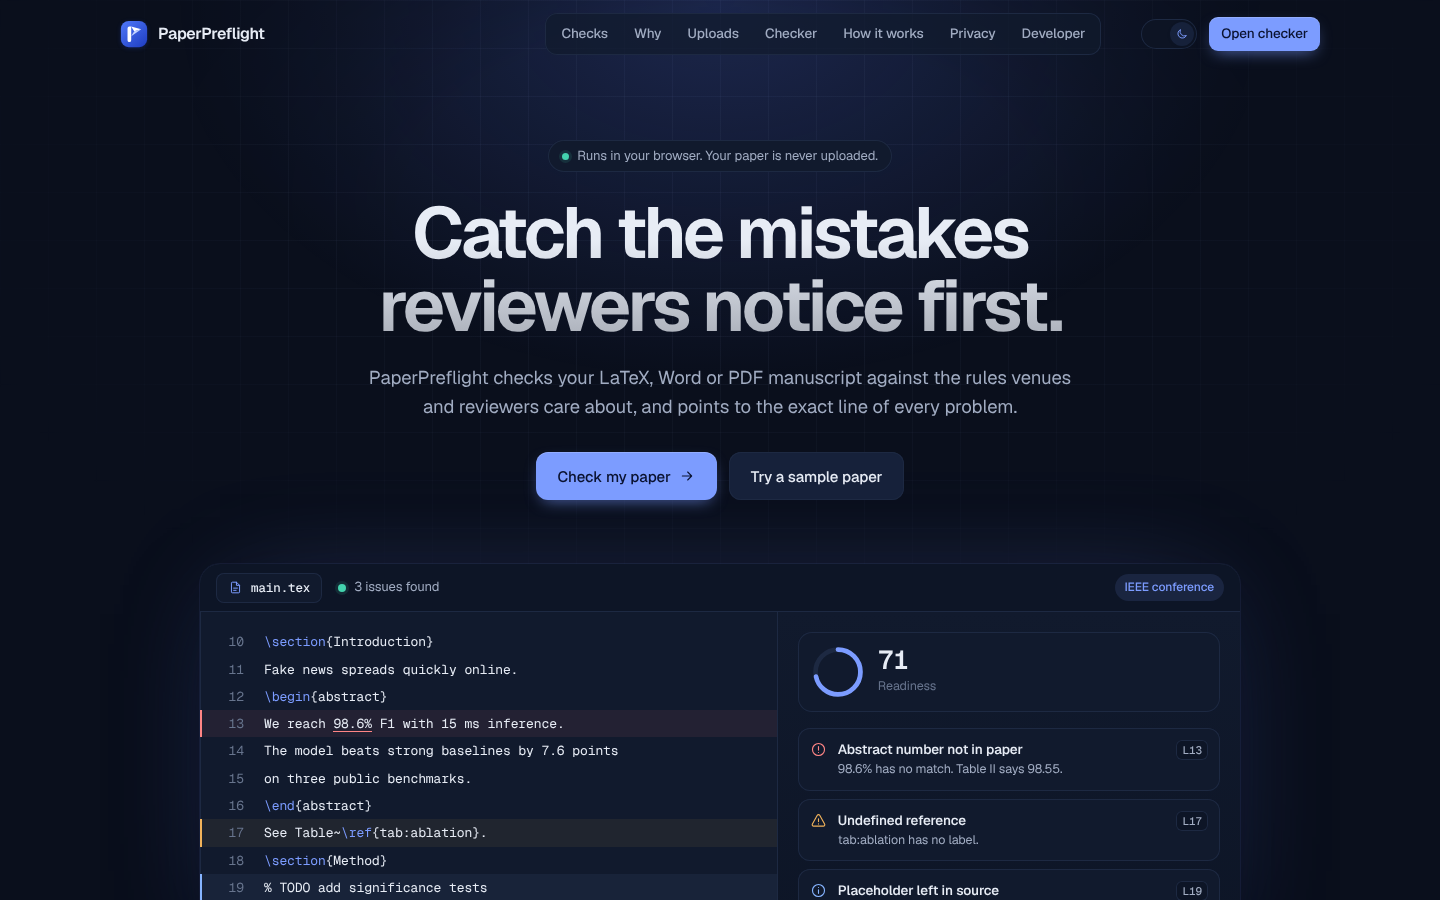 PaperPreflight
Checks Why Uploads Checker How it works Privacy Developer
Open checker
Runs in your browser. Your paper is never uploaded.
Catch the mistakes
reviewers notice first.
PaperPreflight checks your LaTeX, Word or PDF manuscript against the rules venues
and reviewers care about, and points to the exact line of every problem.
Check my paper →
Try a sample paper
main.tex
3 issues found
IEEE conference
10 \section{Introduction}
11 Fake news spreads quickly online.
12 \begin{abstract}
13 We reach 98.6% F1 with 15 ms inference.
14 The model beats strong baselines by 7.6 points
15 on three public benchmarks.
16 \end{abstract}
17 See Table~\ref{tab:ablation}.
18 \section{Method}
19 % TODO add significance tests
71
Readiness
Abstract number not in paper
L13
98.6% has no match. Table II says 98.55.
Undefined reference
L17
tab:ablation has no label.
Placeholder left in source
L19